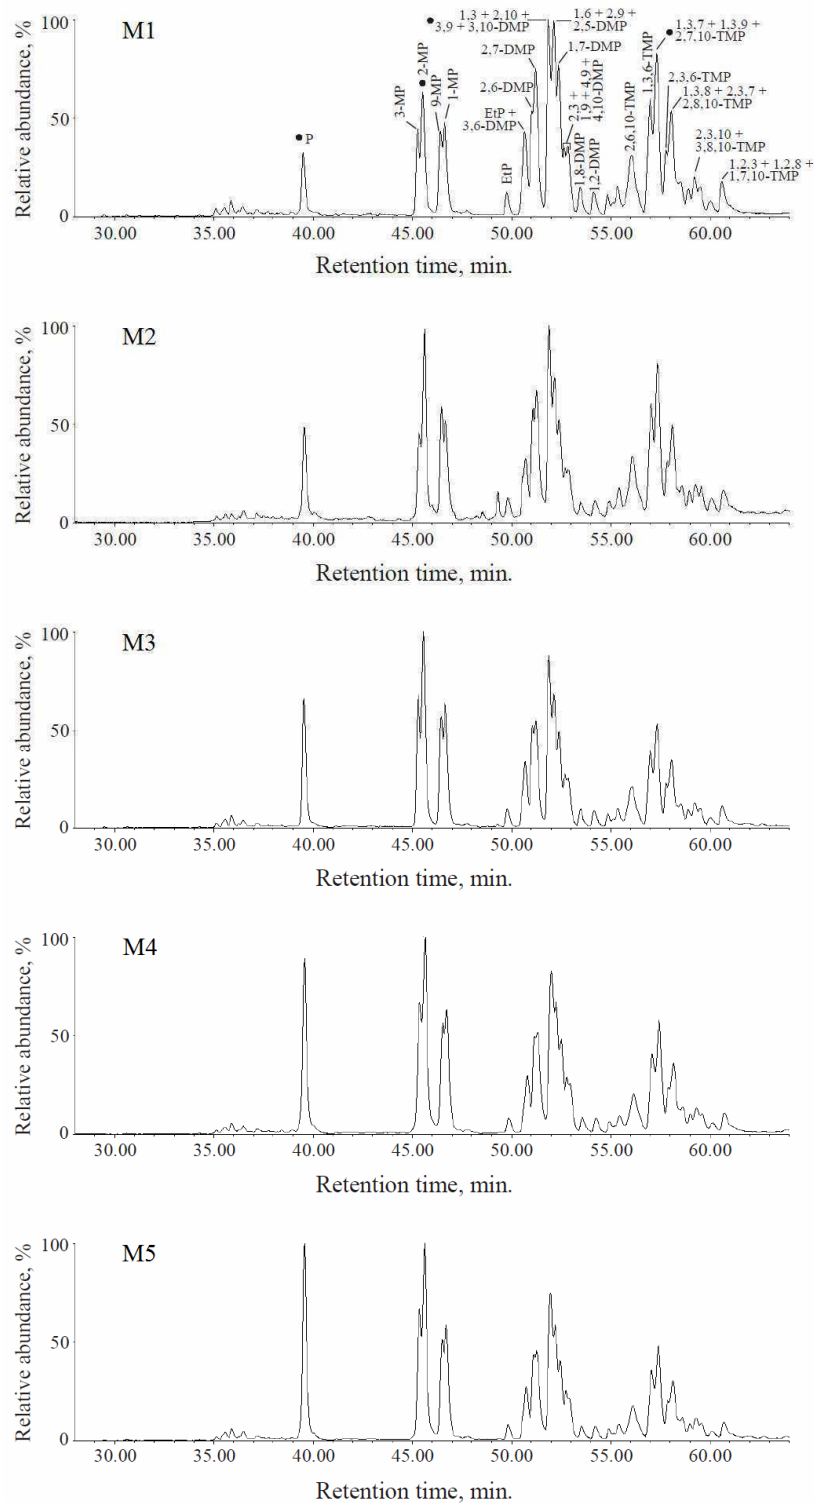 M1
Relative abundance, %
100
50
0
P
3-MP
2-MP
9-MP
1-MP
EtP
EtP +
3,6-DMP
2,6-DMP
2,7-DMP
1.3 + 2,10 +
3,9 + 3,10-DMP
1.6 + 2.9 +
2,5-DMP
1,7-DMP
2,3 +
1,9 + 4,9 +
4,10-DMP
1,8-DMP
1,2-DMP
2,6,10-TMP
1,3,6-TMP
1,3,7 + 1,3,9 +
2,7,10-TMP
2,3,6-TMP
1,3,8 + 2,3,7 +
2,8,10-TMP
2,3,10 +
3,8,10-TMP
1,2,3 + 1,2,8 +
1,7,10-TMP
30.00 35.00 40.00 45.00 50.00 55.00 60.00
Retention time, min.
M2
Relative abundance, %
100
50
0
30.00 35.00 40.00 45.00 50.00 55.00 60.00
Retention time, min.
M3
Relative abundance, %
100
50
0
30.00 35.00 40.00 45.00 50.00 55.00 60.00
Retention time, min.
M4
Relative abundance, %
100
50
0
30.00 35.00 40.00 45.00 50.00 55.00 60.00
Retention time, min.
M5
Relative abundance, %
100
50
0
30.00 35.00 40.00 45.00 50.00 55.00 60.00
Retention time, min.